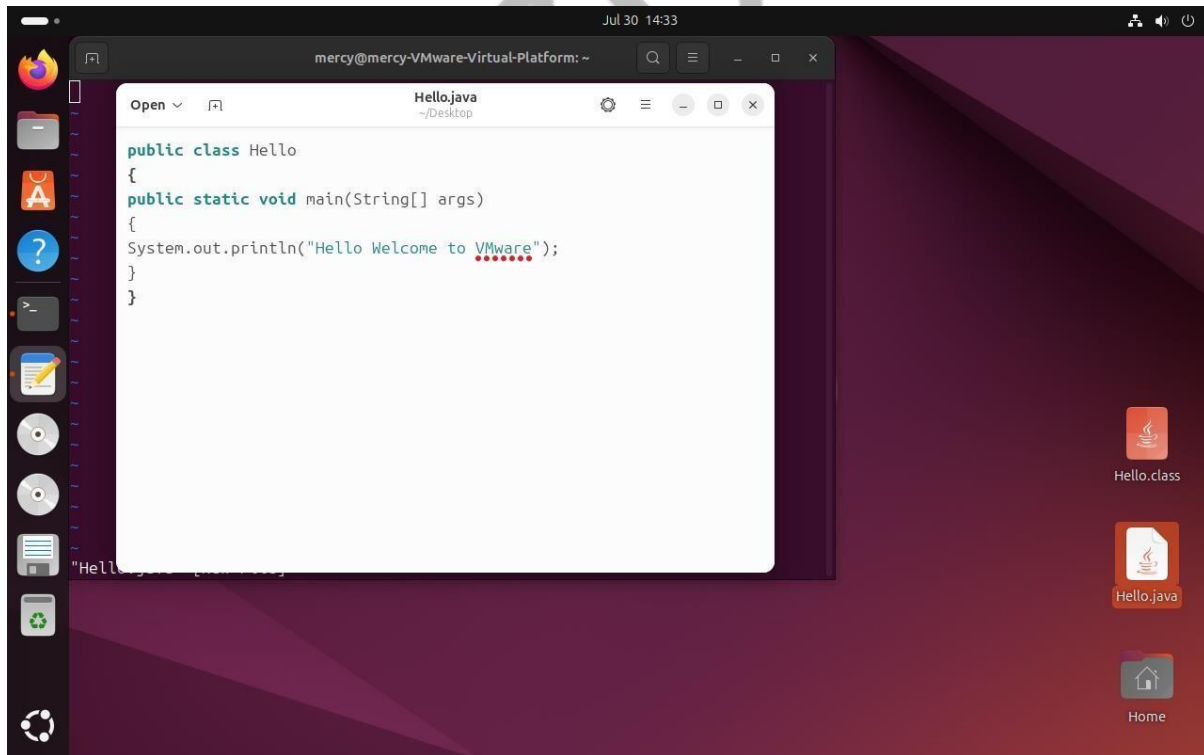 Jul 30 14:33
mercy@mercy-VMware-Virtual-Platform: ~
Open
Hello.java
~/Desktop
public class Hello
{
public static void main(String[] args)
{
System.out.println("Hello Welcome to VMware");
}
}
"Hell
Hello.class
Hello.java
Home